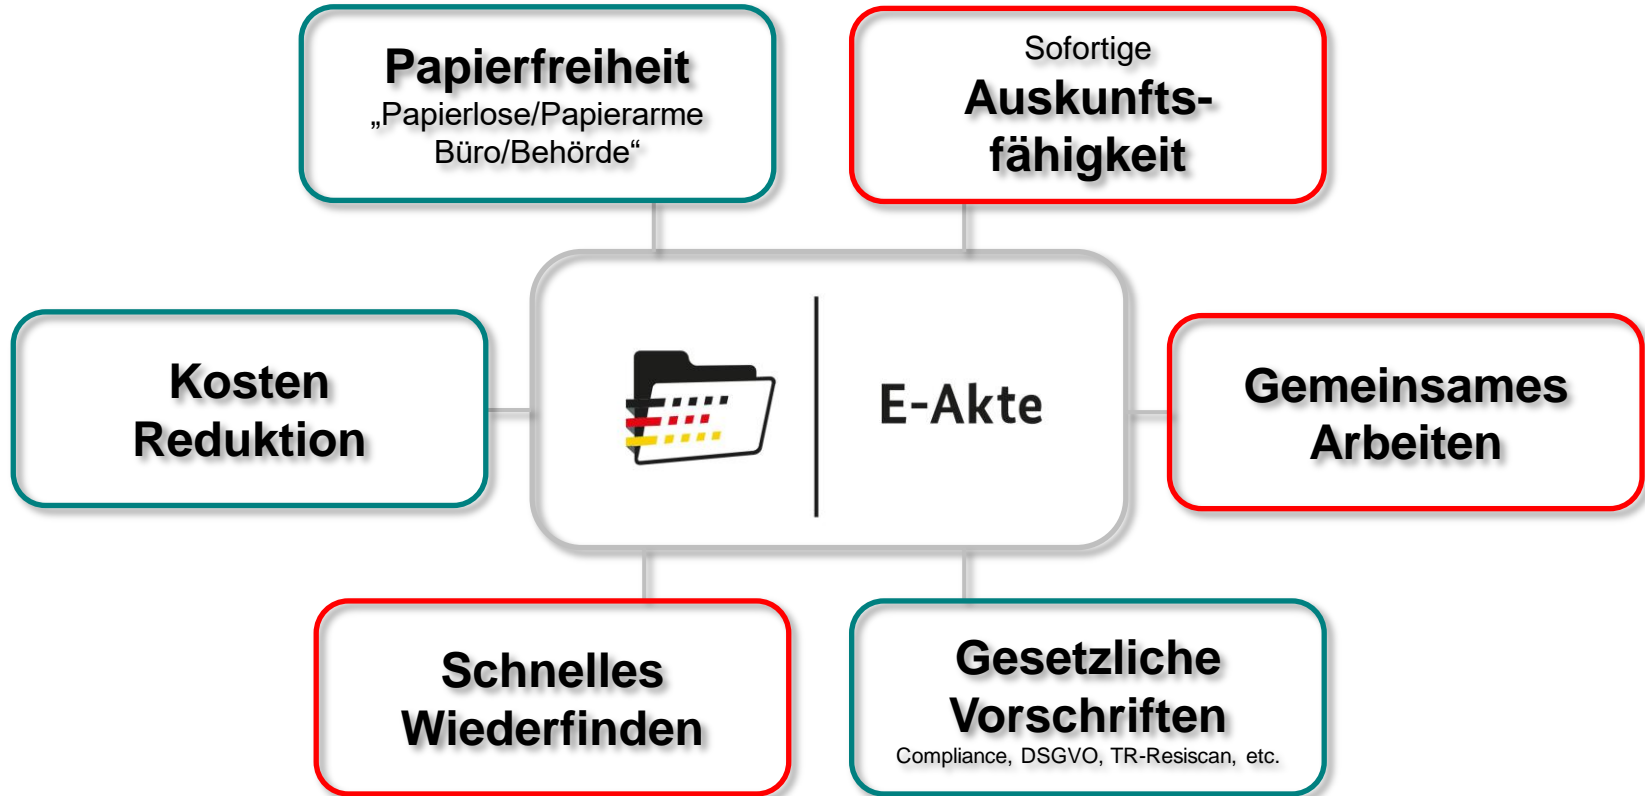 Papierfreiheit
„Papierlose/Papierarme
Büro/Behörde“
Sofortige
Auskunfts-
fähigkeit
Kosten
Reduktion
E-Akte
Gemeinsames
Arbeiten
Schnelles
Wiederfinden
Gesetzliche
Vorschriften
Compliance, DSGVO, TR-Resiscan, etc.